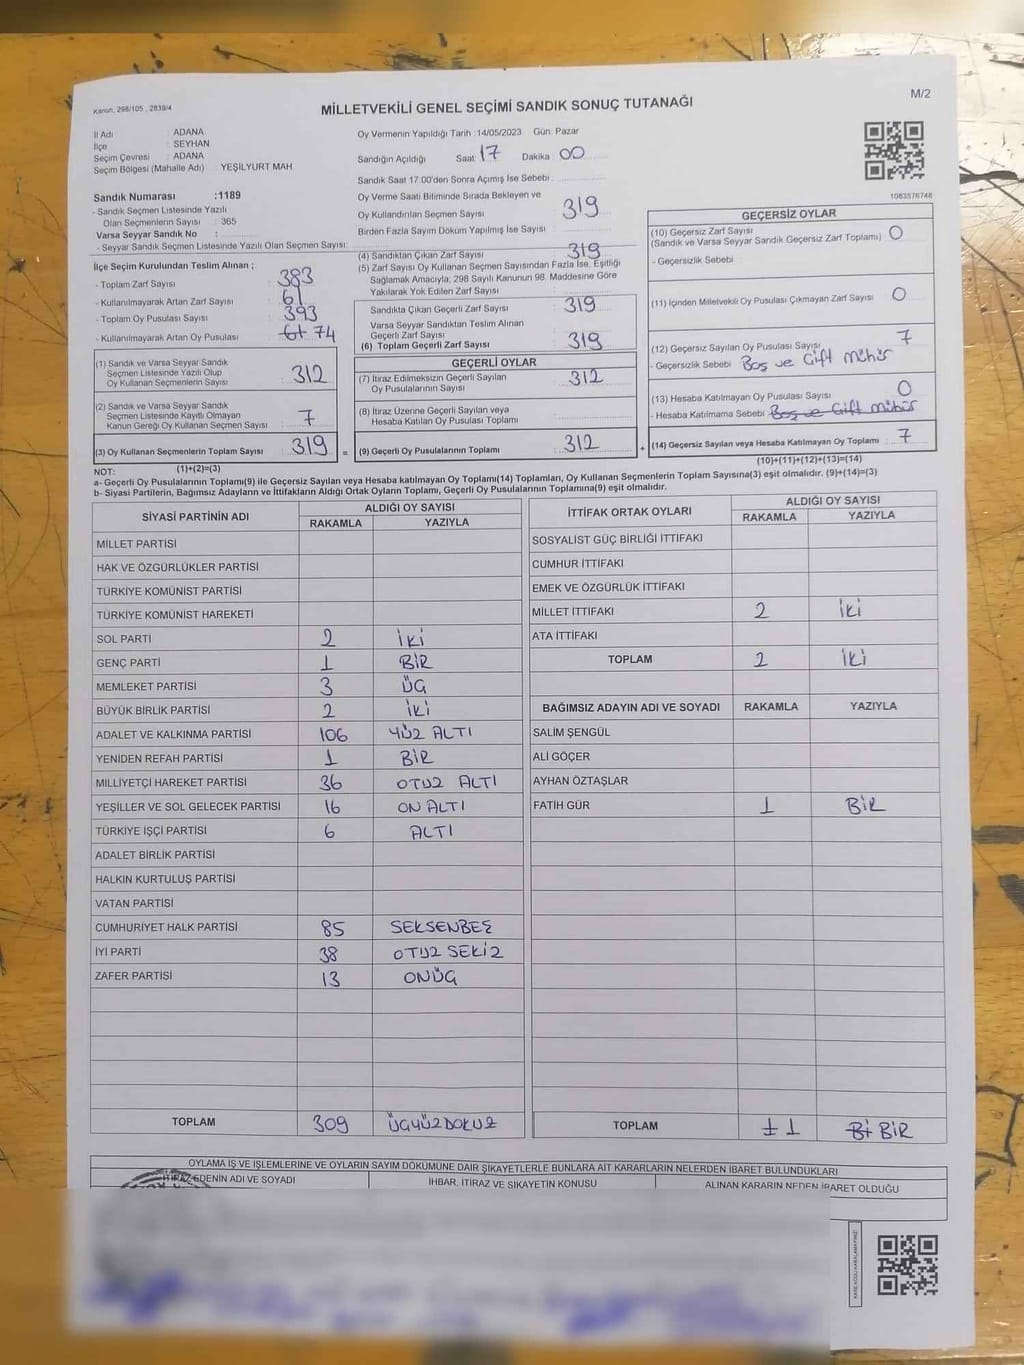 Kanun, 298/105 , 2839/4
MİLLETVEKİLİ GENEL SEÇİMİ SANDIK SONUÇ TUTANAĞI
M/2
İl Adı : ADANA
İlçe : SEYHAN
Seçim Çevresi : ADANA
Seçim Bölgesi (Mahalle Adı) YEŞİLYURT MAH
Sandık Numarası :1189
- Sandık Seçmen Listesinde Yazılı
Olan Seçmenlerin Sayısı : 365
Varsa Seyyar Sandık No :
- Seyyar Sandık Seçmen Listesinde Yazılı Olan Seçmen Sayısı:
Oy Vermenin Yapıldığı Tarih :14/05/2023 Gün: Pazar
Sandığın Açıldığı Saat: 17 Dakika 00
Sandık Saat 17:00'den Sonra Açımış İse Sebebi :
Oy Verme Saati Bitiminde Sırada Bekleyen ve
Oy Kullandırılan Seçmen Sayısı 319
Birden Fazla Sayım Döküm Yapılmış İse Sayısı
1063576746
İlçe Seçim Kurulundan Teslim Alınan ;
- Toplam Zarf Sayısı : 383
- Kullanılmayarak Artan Zarf Sayısı : 61
- Toplam Oy Pusulası Sayısı : 393
- Kullanılmayarak Artan Oy Pusulası : 61 74
(1) Sandık ve Varsa Seyyar Sandık
Seçmen Listesinde Yazılı Olup
Oy Kullanan Seçmenlerin Sayısı : 312
(2) Sandık ve Varsa Seyyar Sandık
Seçmen Listesinde Kayıtlı Olmayan
Kanun Gereği Oy Kullanan Seçmen Sayısı : 7
(3) Oy Kullanan Seçmenlerin Toplam Sayısı : 319 =
(1)+(2)=(3)
(4) Sandıktan Çıkan Zarf Sayısı 319
(5) Zarf Sayısı Oy Kullanan Seçmen Sayısından Fazla İse, Eşitliği
Sağlamak Amacıyla, 298 Sayılı Kanunun 98. Maddesine Göre
Yakılarak Yok Edilen Zarf Sayısı
Sandıkta Çıkan Geçerli Zarf Sayısı : 319
Varsa Seyyar Sandıktan Teslim Alınan
Geçerli Zarf Sayısı
(6) Toplam Geçerli Zarf Sayısı : 319
GEÇERLİ OYLAR
(7) İtiraz Edilmeksizin Geçerli Sayılan
Oy Pusulalarının Sayısı : 312
(8) İtiraz Üzerine Geçerli Sayılan veya
Hesaba Katılan Oy Pusulası Toplamı :
(9) Geçerli Oy Pusulalarının Toplamı : 312 +
GEÇERSİZ OYLAR
(10) Geçersiz Zarf Sayısı
(Sandık ve Varsa Seyyar Sandık Geçersiz Zarf Toplamı) 0
- Geçersizlik Sebebi
(11) İçinden Milletvekili Oy Pusulası Çıkmayan Zarf Sayısı 0
(12) Geçersiz Sayılan Oy Pusulası Sayısı 7
- Geçersizlik Sebebi Boş ve Çift Mühür
(13) Hesaba Katılmayan Oy Pusulası Sayısı 0
- Hesaba Katılmama Sebebi Boş ve Çift Mühür
(14) Geçersiz Sayılan veya Hesaba Katılmayan Oy Toplamı : 7
(10)+(11)+(12)+(13)=(14)
NOT:
a- Geçerli Oy Pusulalarının Toplamı(9) ile Geçersiz Sayılan veya Hesaba katılmayan Oy Toplamı(14) Toplamları, Oy Kullanan Seçmenlerin Toplam Sayısına(3) eşit olmalıdır. (9)+(14)=(3)
b- Siyasi Partilerin, Bağımsız Adayların ve İttifakların Aldığı Ortak Oyların Toplamı, Geçerli Oy Pusulalarının Toplamına(9) eşit olmalıdır.
SİYASİ PARTİNİN ADI ALDIĞI OY SAYISI
RAKAMLA YAZIYLA
MİLLET PARTİSİ
HAK VE ÖZGÜRLÜKLER PARTİSİ
TÜRKİYE KOMÜNİST PARTİSİ
TÜRKİYE KOMÜNİST HAREKETİ
SOL PARTİ 2 İKİ
GENÇ PARTİ 1 BİR
MEMLEKET PARTİSİ 3 ÜÇ
BÜYÜK BİRLİK PARTİSİ 2 İKİ
ADALET VE KALKINMA PARTİSİ 106 YÜZ ALTI
YENİDEN REFAH PARTİSİ 1 BİR
MİLLİYETÇİ HAREKET PARTİSİ 36 OTUZ ALTI
YEŞİLLER VE SOL GELECEK PARTİSİ 16 ON ALTI
TÜRKİYE İŞÇİ PARTİSİ 6 ALTI
ADALET BİRLİK PARTİSİ
HALKIN KURTULUŞ PARTİSİ
VATAN PARTİSİ
CUMHURİYET HALK PARTİSİ 85 SEKSENBEŞ
İYİ PARTİ 38 OTUZ SEKİZ
ZAFER PARTİSİ 13 ONÜÇ
TOPLAM 309 ÜÇYÜZDOKUZ
İTTİFAK ORTAK OYLARI ALDIĞI OY SAYISI
RAKAMLA YAZIYLA
SOSYALİST GÜÇ BİRLİĞİ İTTİFAKI
CUMHUR İTTİFAKI
EMEK VE ÖZGÜRLÜK İTTİFAKI
MİLLET İTTİFAKI 2 İKİ
ATA İTTİFAKI
TOPLAM 2 İKİ
BAĞIMSIZ ADAYIN ADI VE SOYADI RAKAMLA YAZIYLA
SALİM ŞENGÜL
ALİ GÖÇER
AYHAN ÖZTAŞLAR
FATİH GÜR 1 BİR
TOPLAM 1 1 Bİ BİR
OYLAMA İŞ VE İŞLEMLERİNE VE OYLARIN SAYIM DÖKÜMÜNE DAİR ŞİKAYETLERLE BUNLARA AİT KARARLARIN NELERDEN İBARET BULUNDUKLARI
İTİRAZ EDENİN ADI VE SOYADI İHBAR, İTİRAZ VE ŞİKAYETİN KONUSU ALINAN KARARIN NEDEN İBARET OLDUĞU